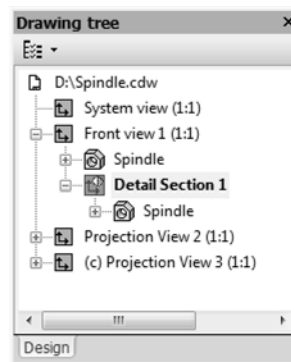 Drawing tree
D:\Spindle.cdw
System view (1:1)
Front view 1 (1:1)
Spindle
Detail Section 1
Spindle
Projection View 2 (1:1)
(c) Projection View 3 (1:1)
Design